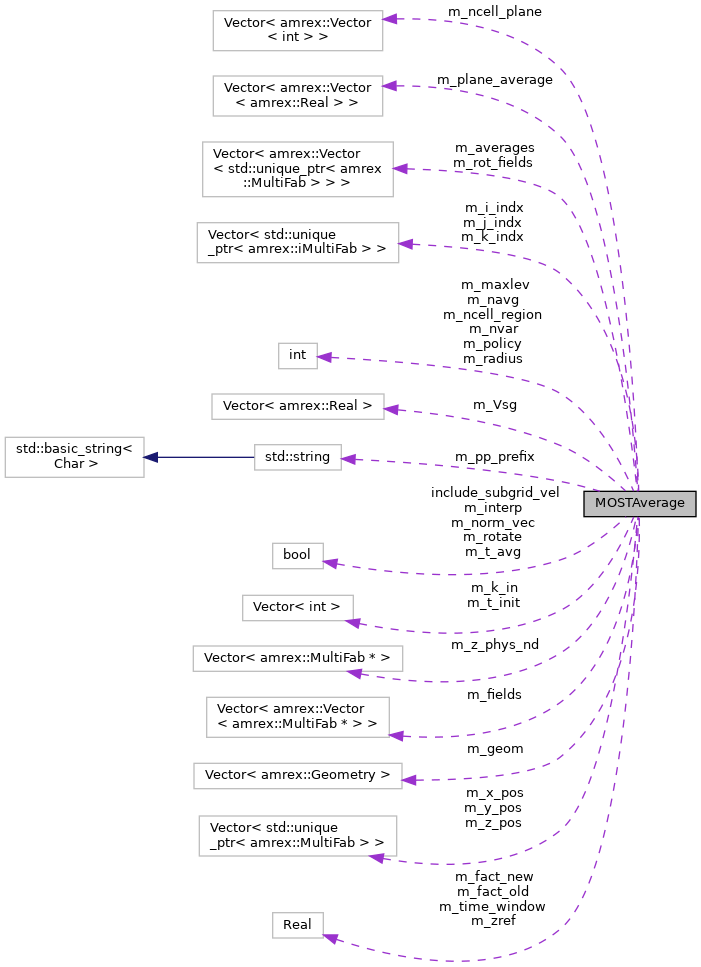 m_ncell_plane
Vector< amrex::Vector
< int > >
m_plane_average
Vector< amrex::Vector
< amrex::Real > >
m_averages
m_rot_fields
Vector< amrex::Vector
< std::unique_ptr< amrex
::MultiFab > > >
m_i_indx
m_j_indx
m_k_indx
Vector< std::unique
_ptr< amrex::iMultiFab > >
m_maxlev
m_navg
m_ncell_region
m_nvar
m_policy
m_radius
int
Vector< amrex::Real >
m_Vsg
std::basic_string<
Char >
std::string
m_pp_prefix
MOSTAverage
include_subgrid_vel
m_interp
m_norm_vec
m_rotate
m_t_avg
bool
m_k_in
m_t_init
Vector< int >
m_z_phys_nd
Vector< amrex::MultiFab * >
m_fields
Vector< amrex::Vector
< amrex::MultiFab * > >
m_geom
Vector< amrex::Geometry >
m_x_pos
m_y_pos
m_z_pos
Vector< std::unique
_ptr< amrex::MultiFab > >
m_fact_new
m_fact_old
m_time_window
m_zref
Real